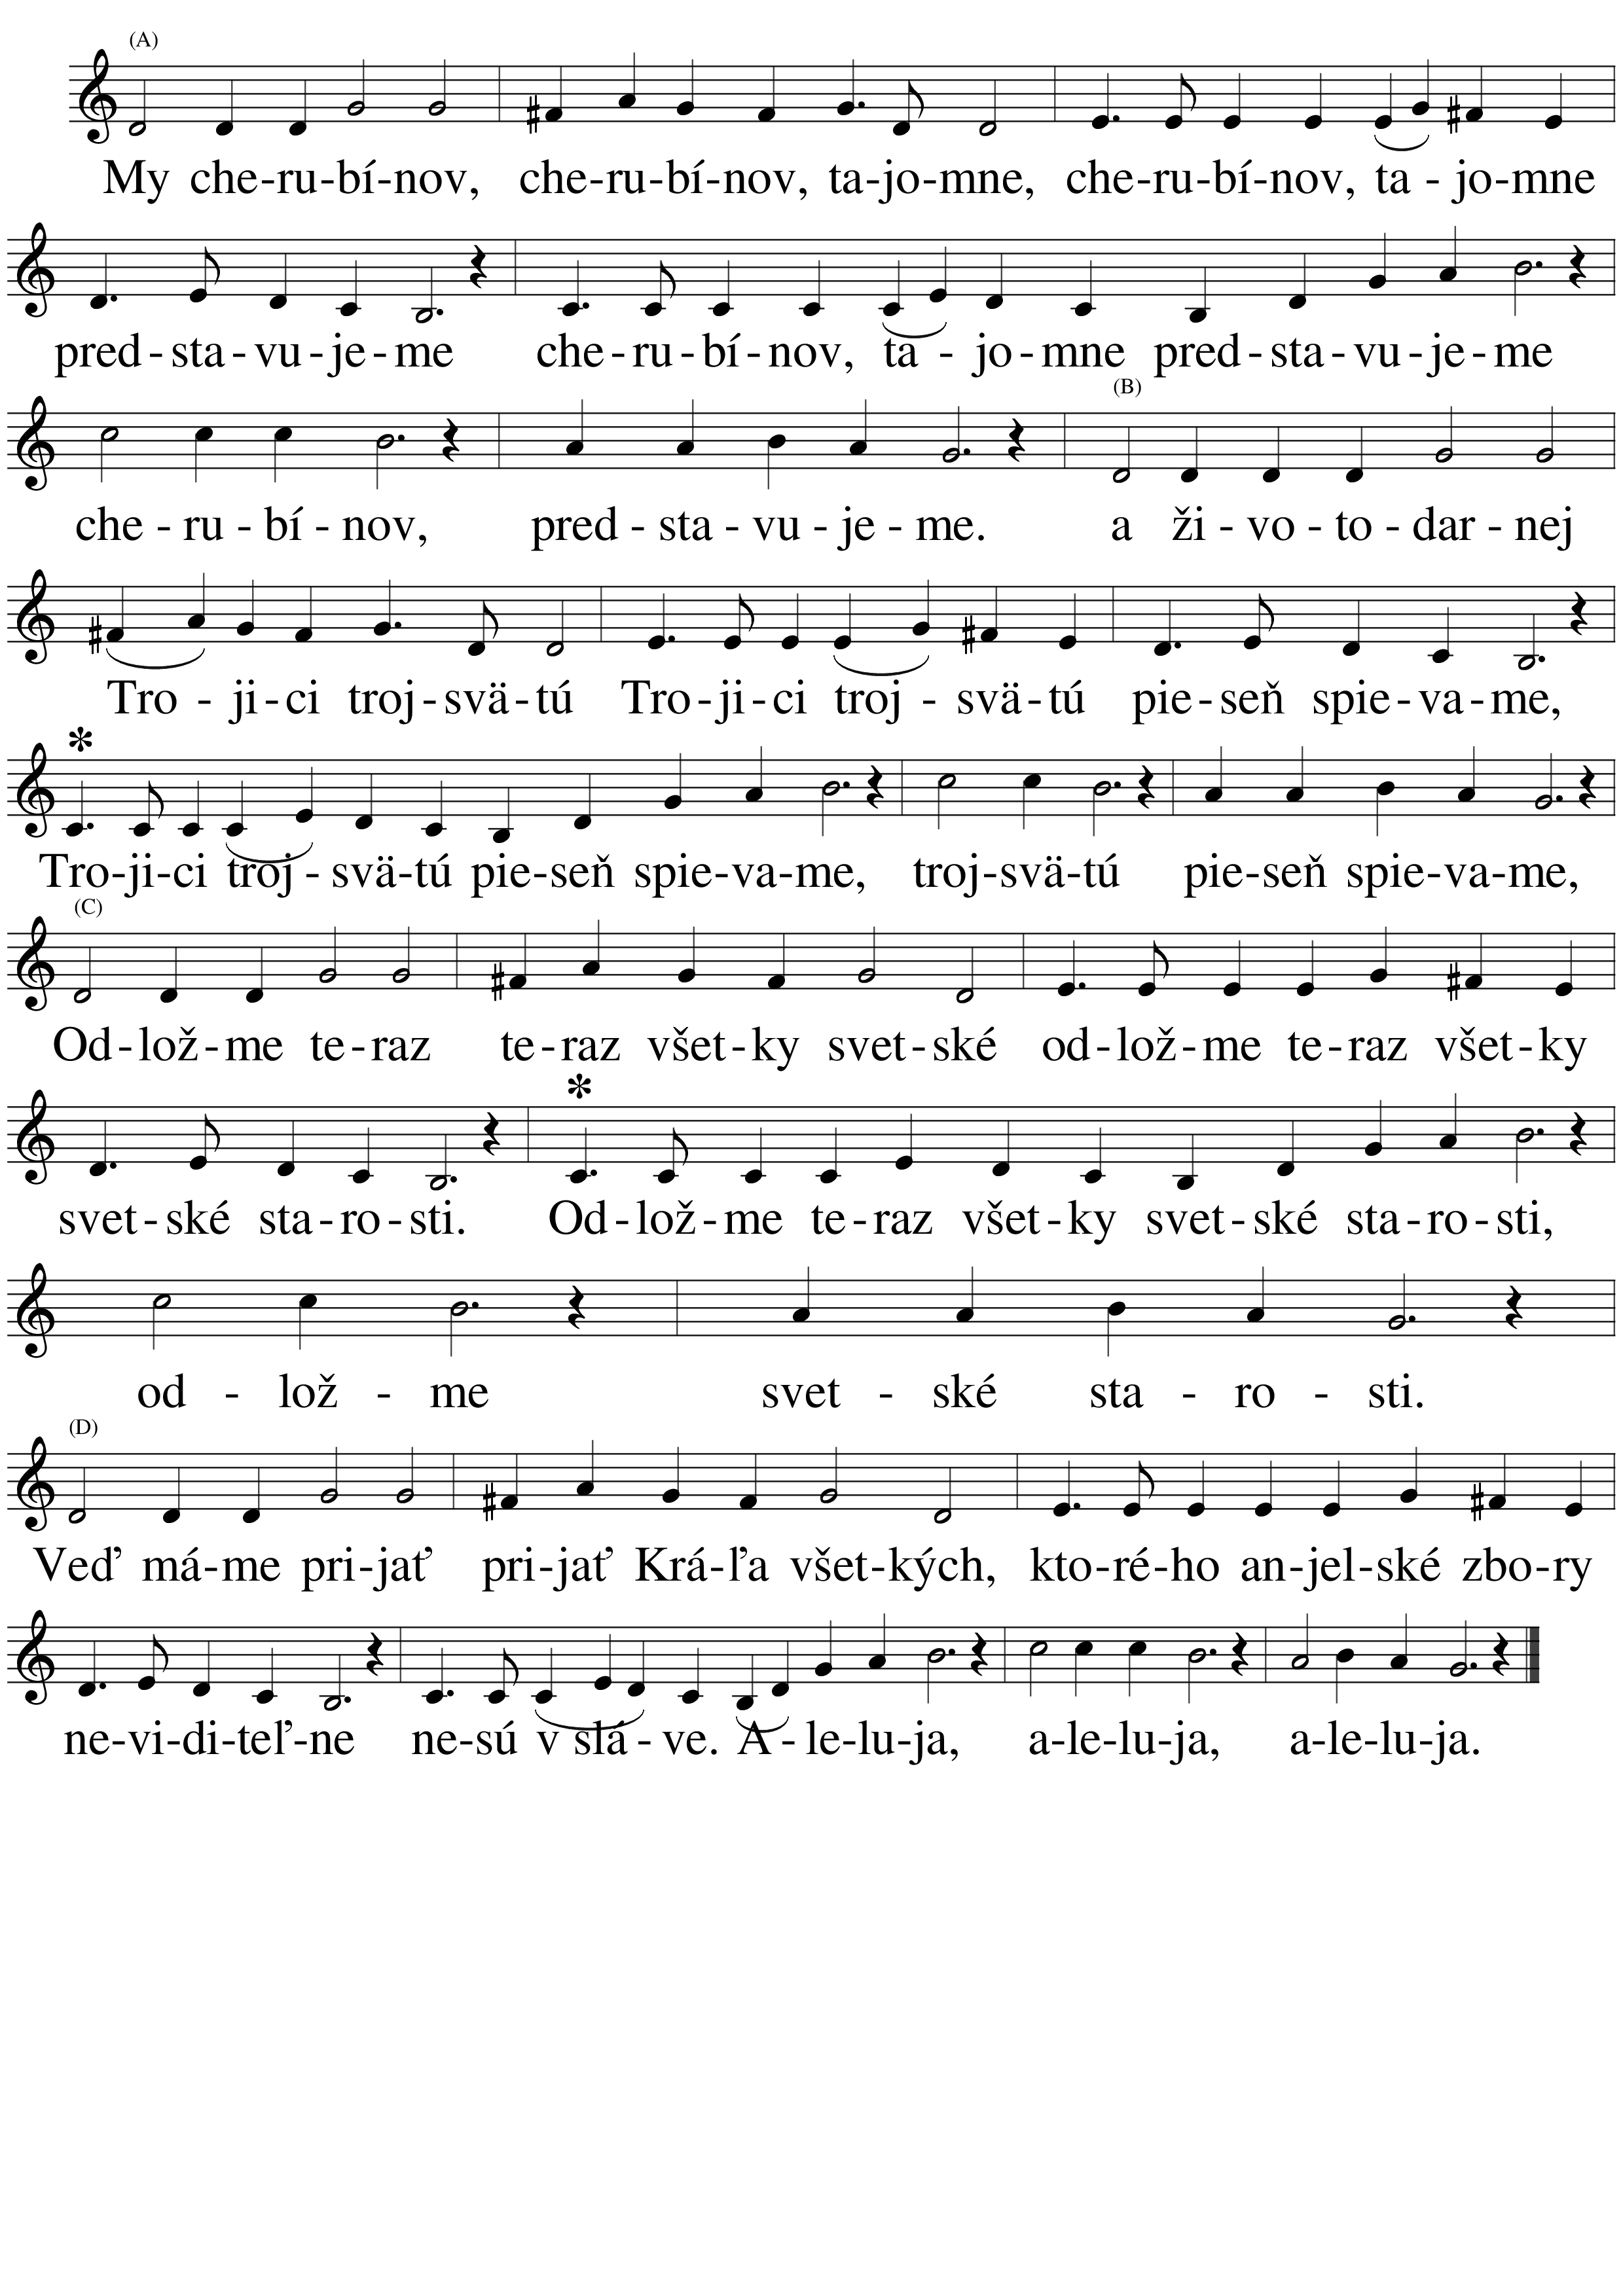 (A)
My che-ru-bí-nov, che-ru-bí-nov, ta-jo-mne, che-ru-bí-nov, ta-jo-mne
pred-sta-vu-je-me che-ru-bí-nov, ta-jo-mne pred-sta-vu-je-me
(B)
che-ru-bí-nov, pred-sta-vu-je-me. a ži-vo-to-dar-nej
Tro-ji-ci troj-svä-tú Tro-ji-ci troj-svä-tú pie-seň spie-va-me,
*
Tro-ji-ci troj-svä-tú pie-seň spie-va-me, troj-svä-tú pie-seň spie-va-me,
(C)
Od-lož-me te-raz te-raz všet-ky svet-ské od-lož-me te-raz všet-ky
*
svet-ské sta-ro-sti. Od-lož-me te-raz všet-ky svet-ské sta-ro-sti,
od-lož-me svet-ské sta-ro-sti.
(D)
Veď má-me pri-jať pri-jať Krá-ľa všet-kých, kto-ré-ho an-jel-ské zbo-ry
ne-vi-di-teľ-ne ne-sú v slá-ve. A-le-lu-ja, a-le-lu-ja, a-le-lu-ja.